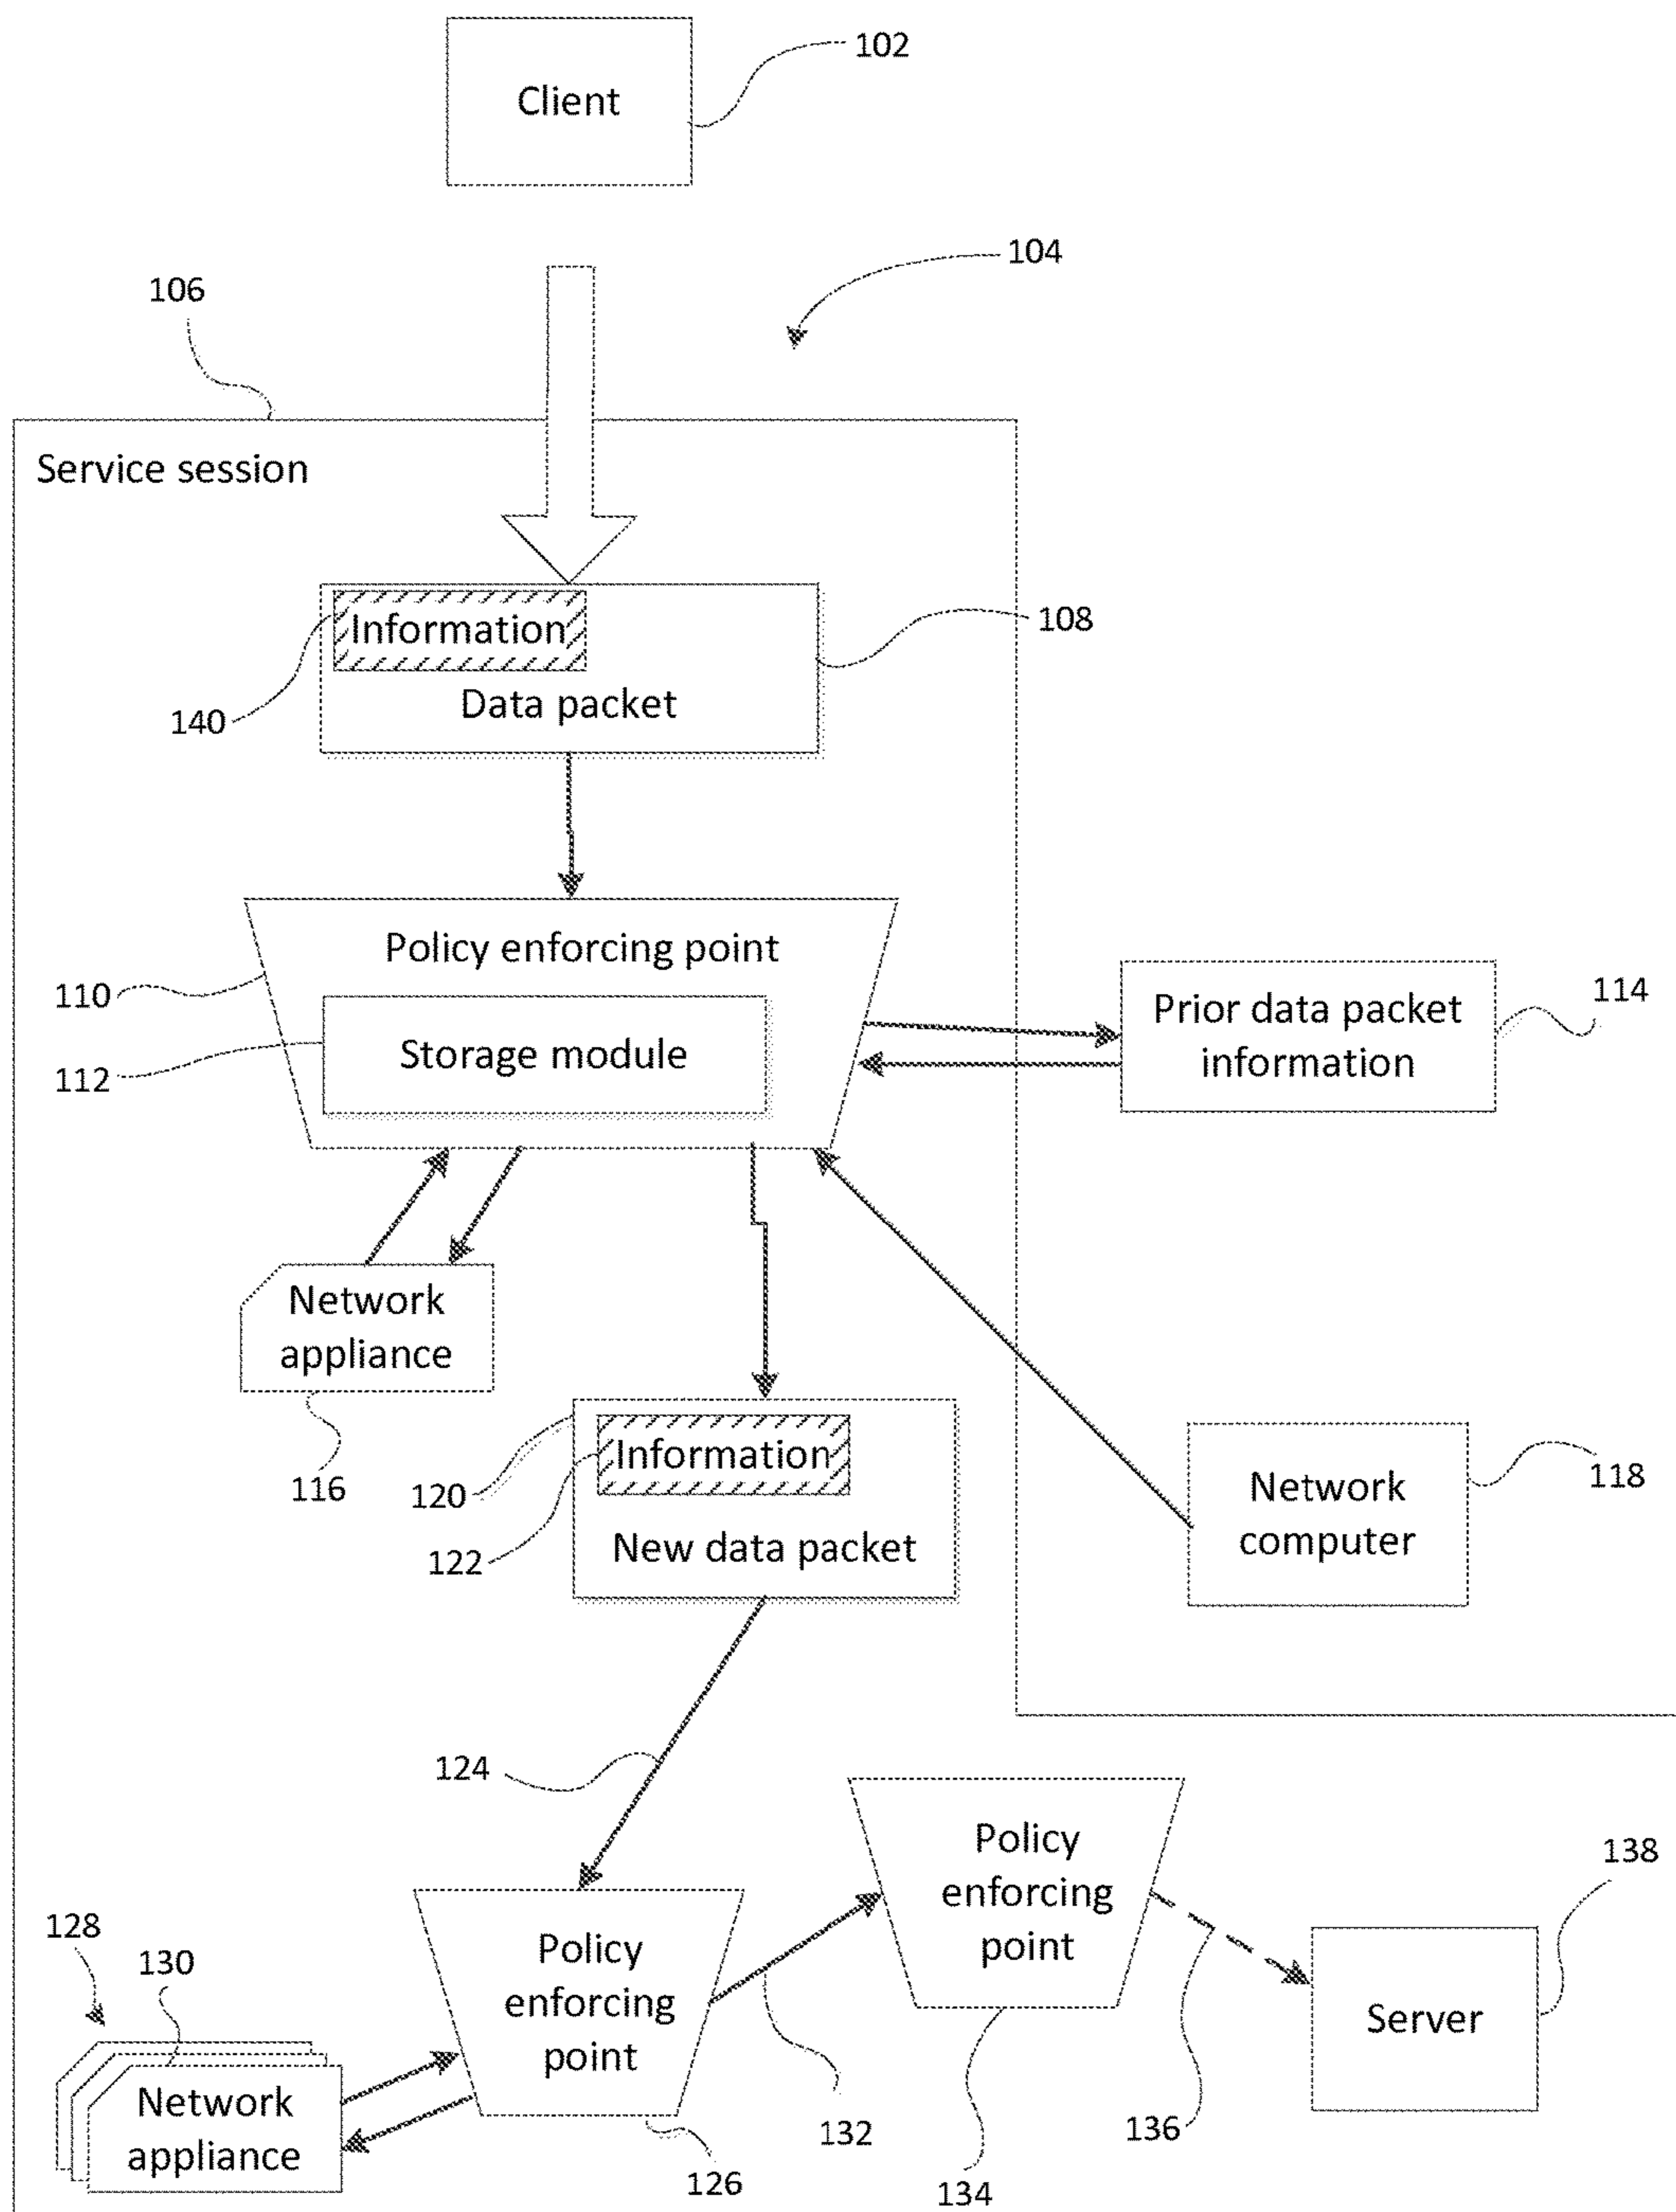 Client
102
104
106
Service session
Information
108
Data packet
140
Policy enforcing point
110
Storage module
112
Prior data packet
information
114
Network
appliance
116
Information
120
122
New data packet
Network
computer
118
124
Policy
enforcing
point
138
Policy
enforcing
point
128
130
Server
Network
appliance
132
136
126
134